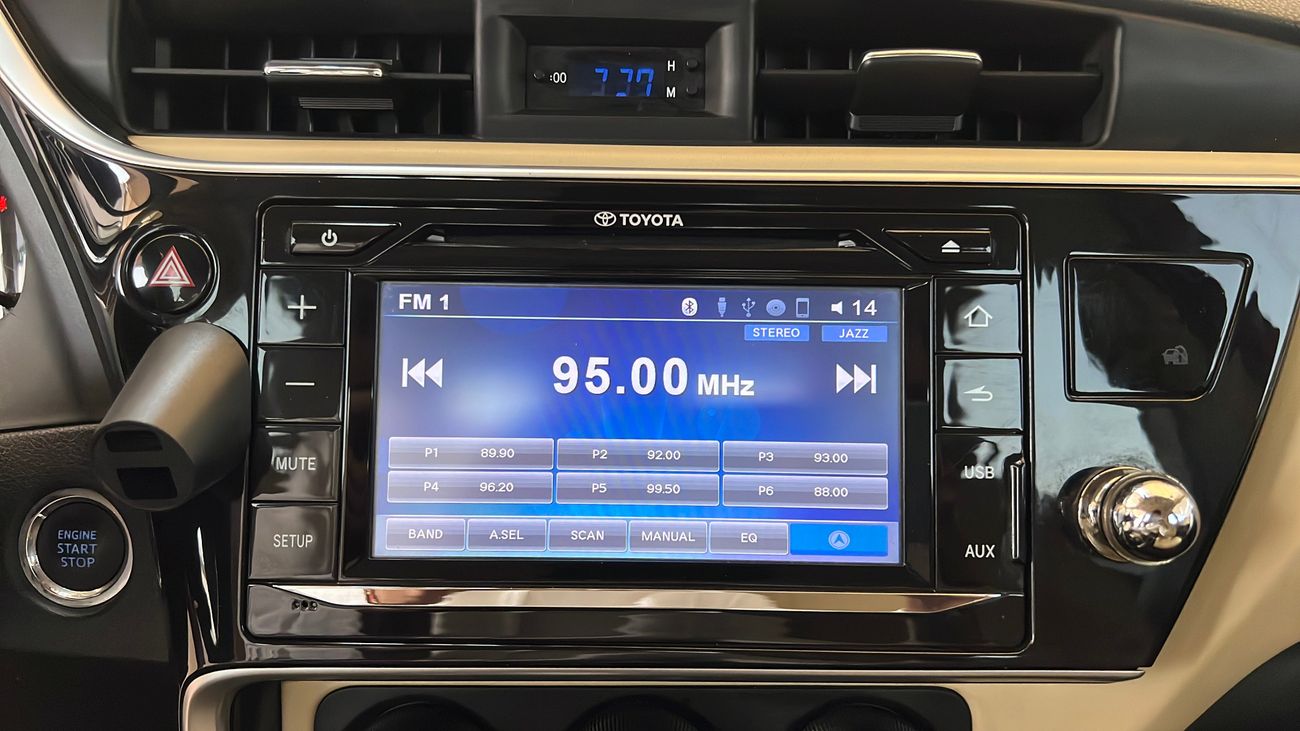 :00 7:37 H
M
TOYOTA
FM 1 14
STEREO JAZZ
95.00 MHz
P1 89.90 P2 92.00 P3 93.00
P4 96.20 P5 99.50 P6 88.00
BAND A.SEL SCAN MANUAL EQ
+
−
MUTE
SETUP
USB
AUX
ENGINE
START
STOP